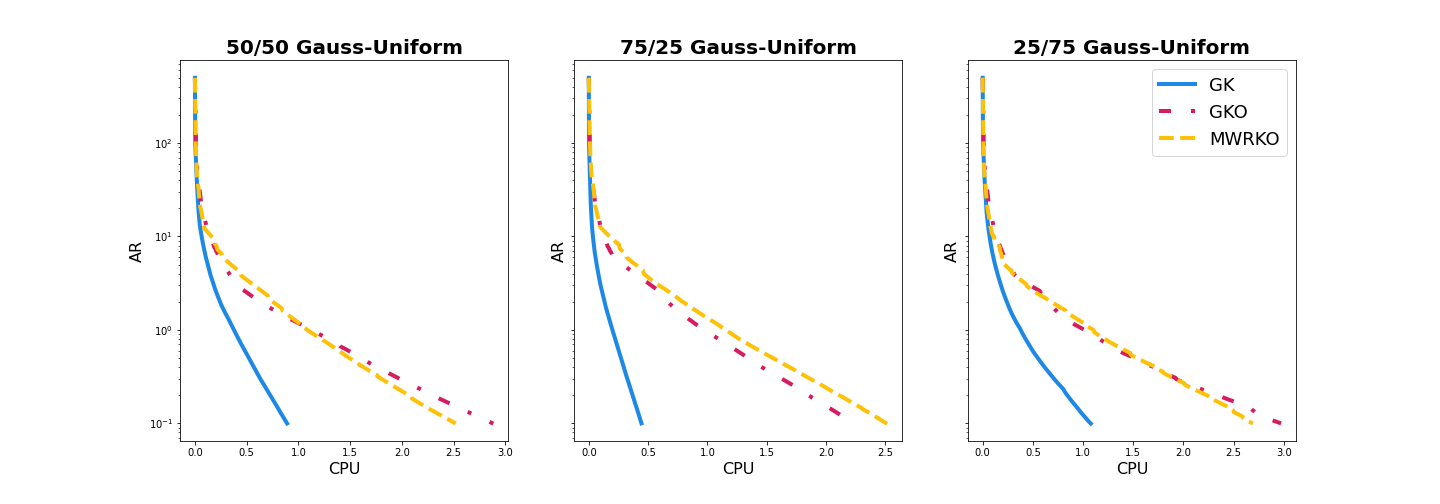 50/50 Gauss-Uniform
75/25 Gauss-Uniform
25/75 Gauss-Uniform
GK
GKO
MWRKO
10²
10¹
10⁰
10⁻¹
AR
AR
AR
0.0 0.5 1.0 1.5 2.0 2.5 3.0
0.0 0.5 1.0 1.5 2.0 2.5
0.0 0.5 1.0 1.5 2.0 2.5 3.0
CPU
CPU
CPU